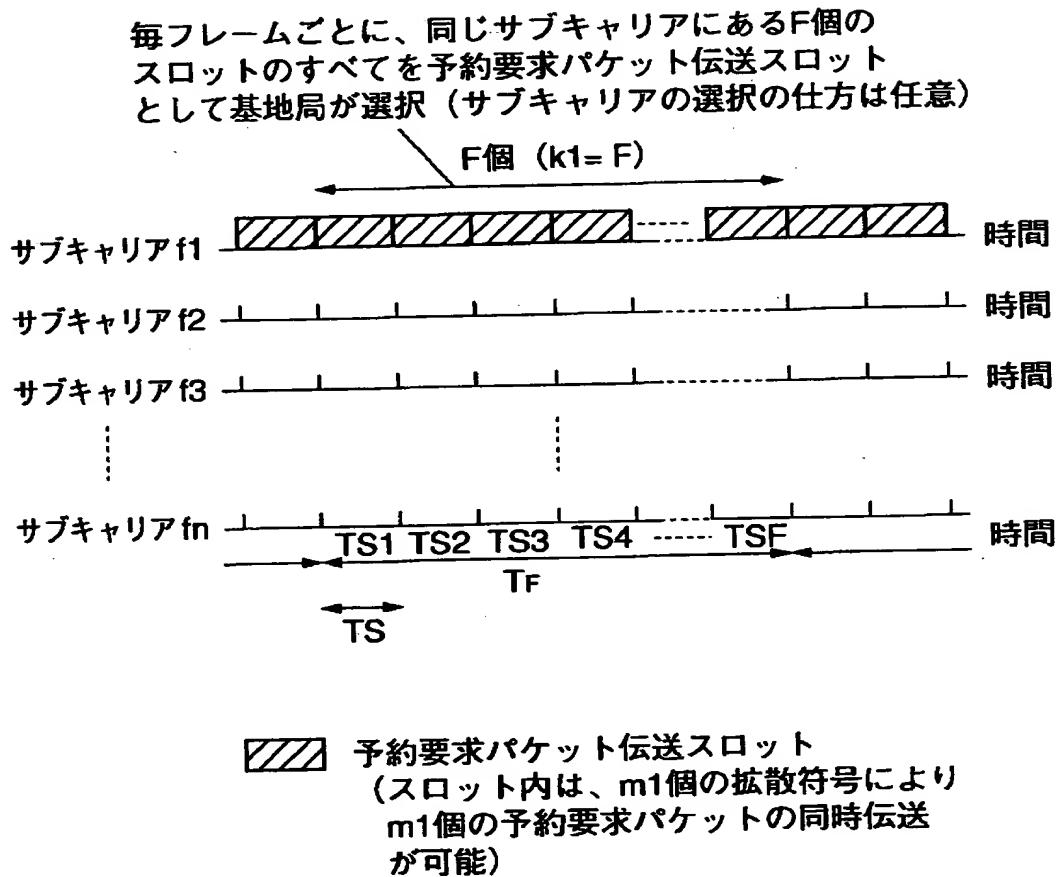 毎フレームごとに、同じサブキャリアにあるF個の
スロットのすべてを予約要求パケット伝送スロット
として基地局が選択（サブキャリアの選択の仕方は任意）
F個（k1= F）
サブキャリアf1
時間
サブキャリアf2
時間
サブキャリアf3
時間
サブキャリアfn
TS1 TS2 TS3 TS4 TSF
時間
TF
TS
予約要求パケット伝送スロット
（スロット内は、m1個の拡散符号により
m1個の予約要求パケットの同時伝送
が可能）